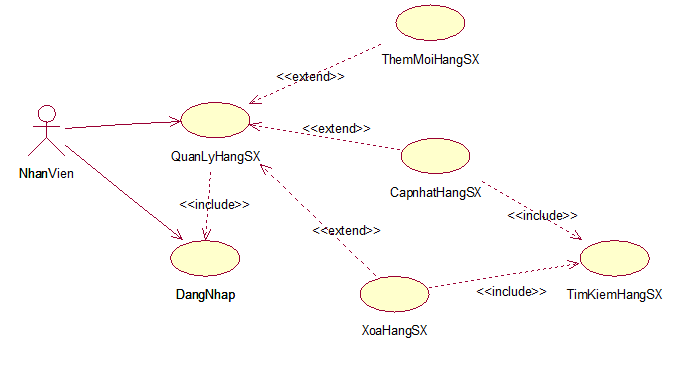 ThemMoiHangSX
<<extend>>
<<extend>>
QuanLyHangSX
NhanVien
CapnhatHangSX
<<include>>
<<include>>
<<extend>>
DangNhap
<<include>>
TimKiemHangSX
XoaHangSX